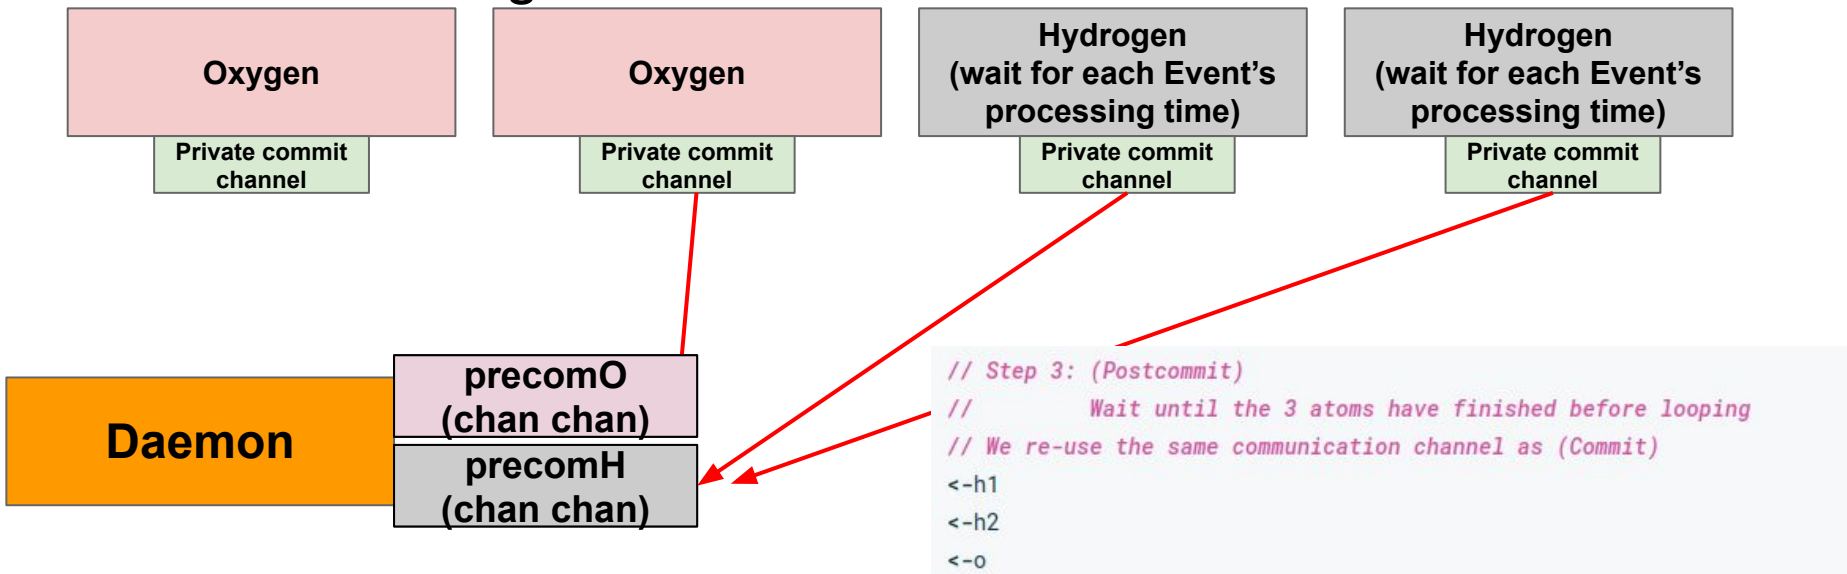 Oxygen
Private commit
channel
Oxygen
Private commit
channel
Hydrogen
(wait for each Event's
processing time)
Private commit
channel
Hydrogen
(wait for each Event's
processing time)
Private commit
channel
Daemon
precomO
(chan chan)
precomH
(chan chan)
// Step 3: (Postcommit)
//         Wait until the 3 atoms have finished before looping
// We re-use the same communication channel as (Commit)
<-h1
<-h2
<-o